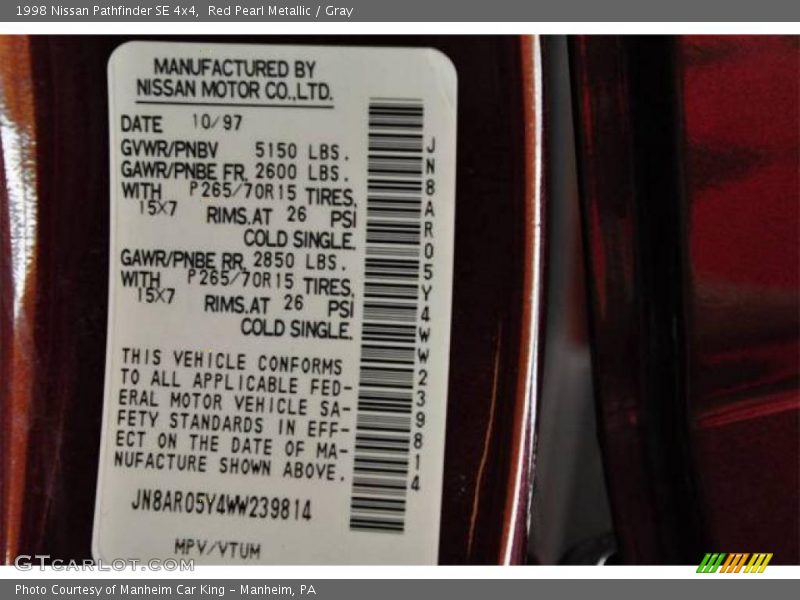 1998 Nissan Pathfinder SE 4x4,  Red Pearl Metallic / Gray
MANUFACTURED BY
NISSAN MOTOR CO.,LTD.
DATE 10/97
GVWR/PNBV 5150 LBS.
GAWR/PNBE FR. 2600 LBS.
WITH P265/70R15 TIRES.
15X7 RIMS.AT 26 PSI
COLD SINGLE.
GAWR/PNBE RR. 2850 LBS.
WITH P265/70R15 TIRES.
15X7 RIMS.AT 26 PSI
COLD SINGLE.
THIS VEHICLE CONFORMS
TO ALL APPLICABLE FED-
ERAL MOTOR VEHICLE SA-
FETY STANDARDS IN EFF-
ECT ON THE DATE OF MA-
NUFACTURE SHOWN ABOVE.
JN8AR05Y4WW239814
MPV/VTUM
JN8AR05Y4WW239814
GTcarlot.com
Photo Courtesy of Manheim Car King - Manheim, PA